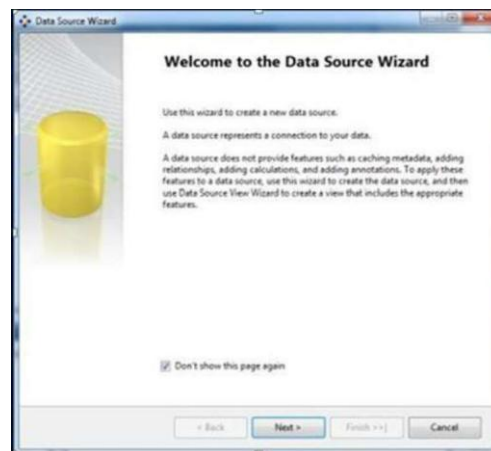 Data Source Wizard
Welcome to the Data Source Wizard
Use this wizard to create a new data source.
A data source represents a connection to your data.
A data source does not provide features such as caching metadata, adding
relationships, adding calculations, and adding annotations. To apply these
features to a data source, use this wizard to create the data source, and then
use Data Source View Wizard to create a view that includes the appropriate
features.
Don't show this page again
< Back Next > Finish >>| Cancel